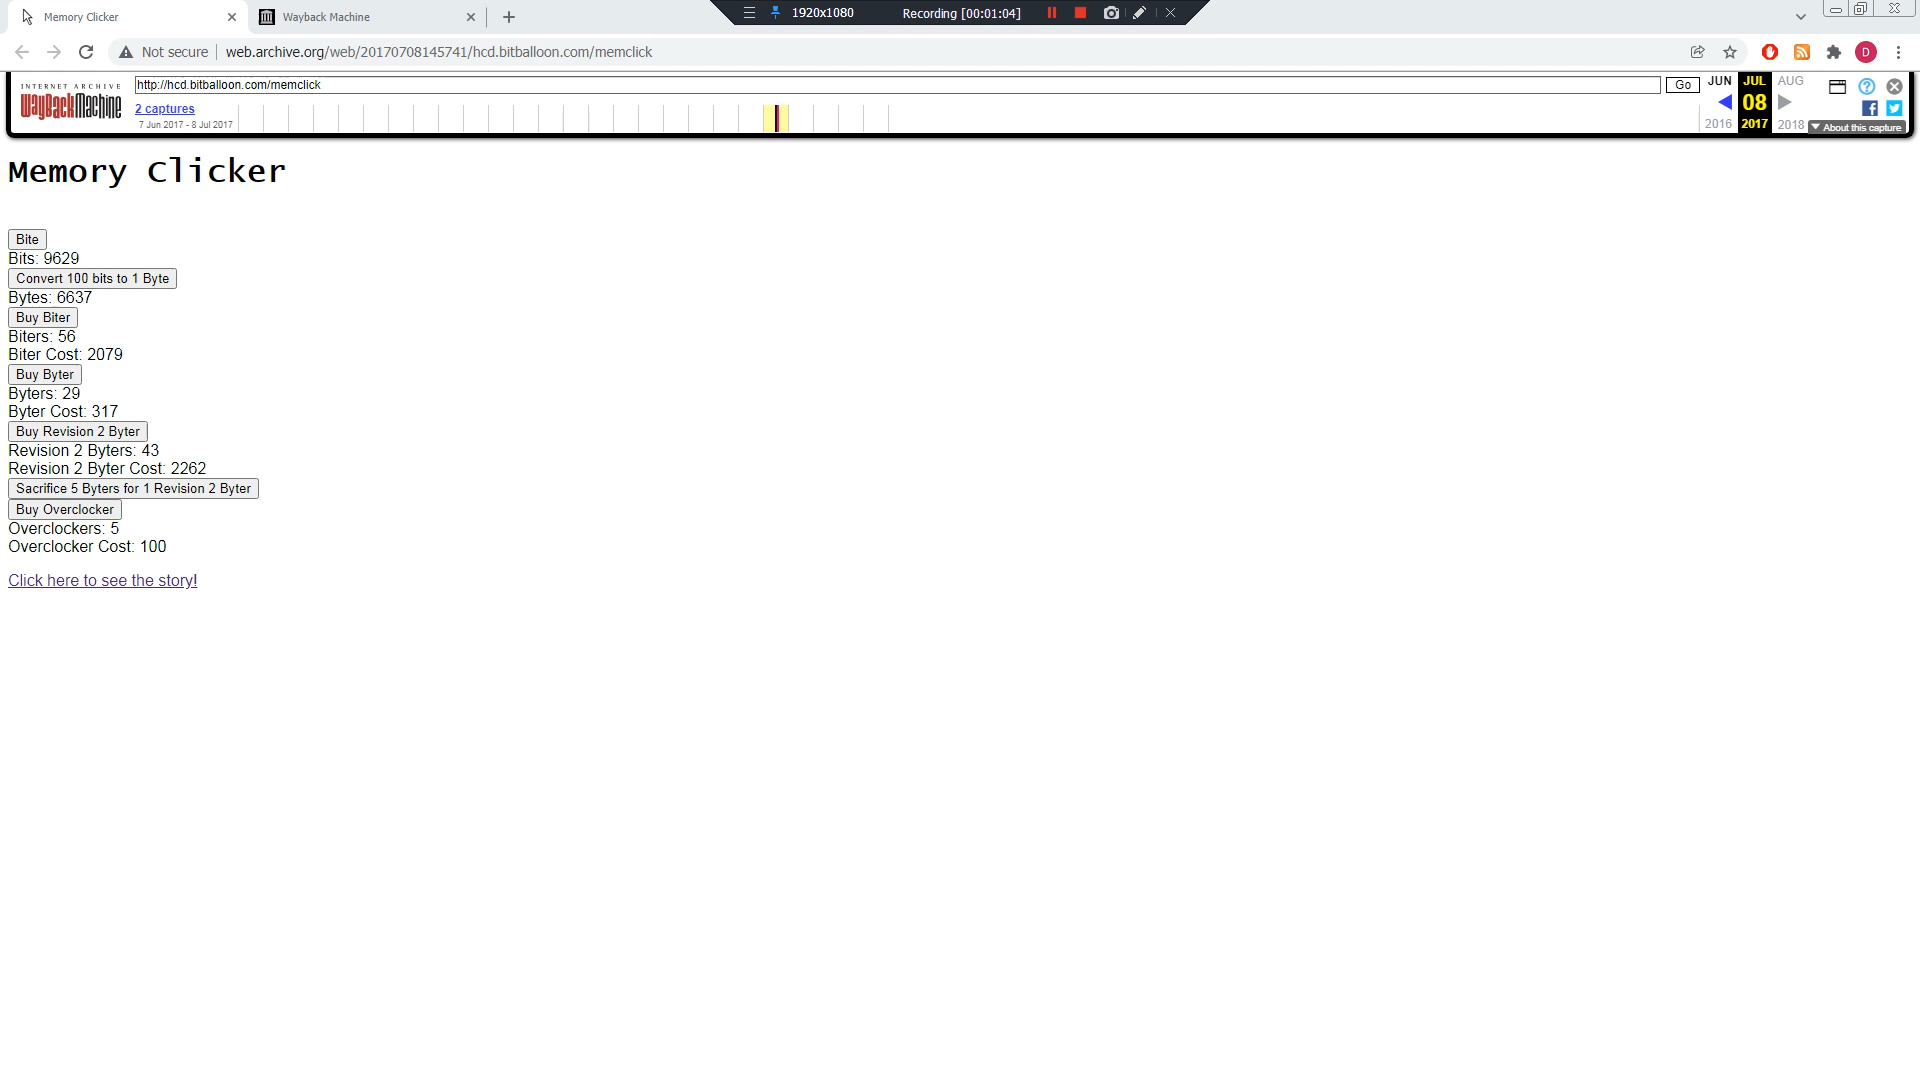 Memory Clicker
Wayback Machine
1920x1080
Recording [00:01:04]
Not secure
web.archive.org/web/20170708145741/hcd.bitballoon.com/memclick
D
INTERNET ARCHIVE
WayBackMachine
http://hcd.bitballoon.com/memclick
Go
JUN
JUL
AUG
2 captures
08
7 Jun 2017 - 8 Jul 2017
2016
2017
2018
About this capture
Memory Clicker
Bite
Bits: 9629
Convert 100 bits to 1 Byte
Bytes: 6637
Buy Biter
Biters: 56
Biter Cost: 2079
Buy Byter
Byters: 29
Byter Cost: 317
Buy Revision 2 Byter
Revision 2 Byters: 43
Revision 2 Byter Cost: 2262
Sacrifice 5 Byters for 1 Revision 2 Byter
Buy Overclocker
Overclockers: 5
Overclocker Cost: 100
Click here to see the story!